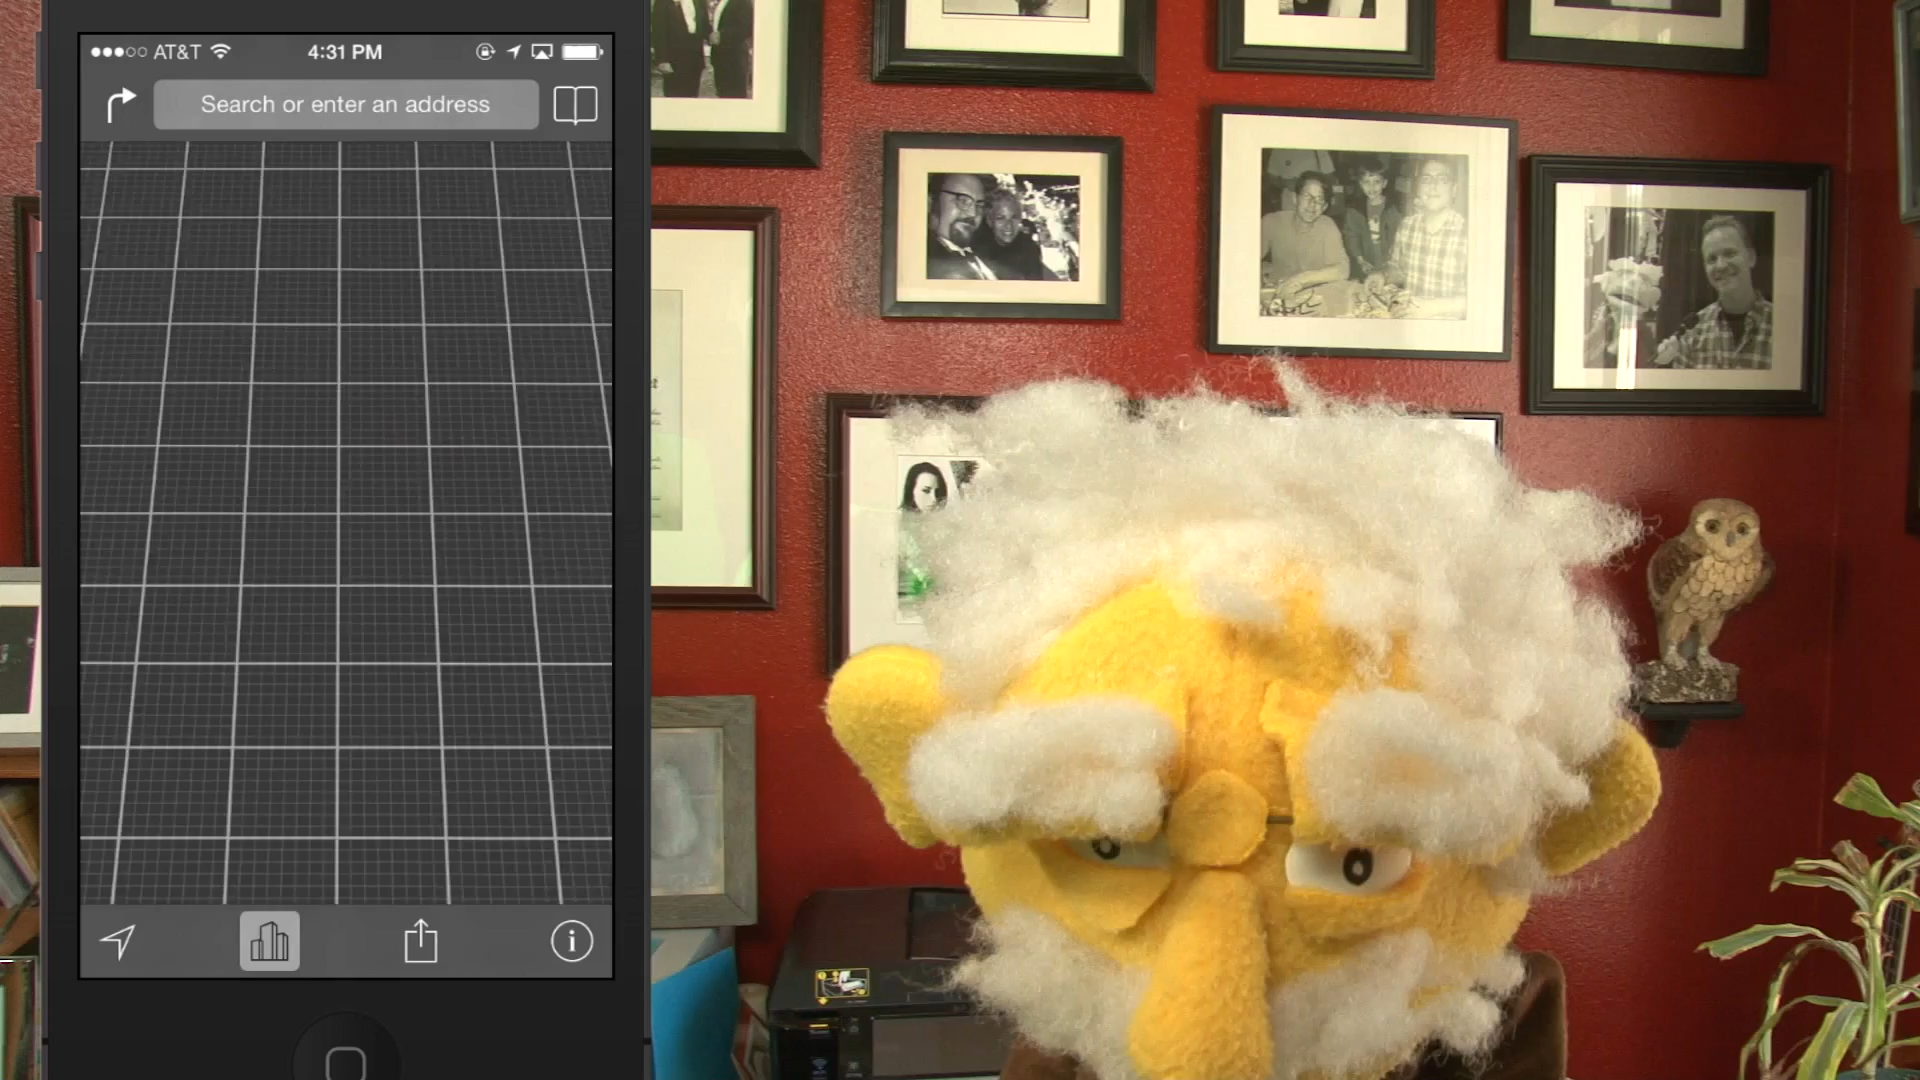 AT&T
4:31 PM
Search or enter an address